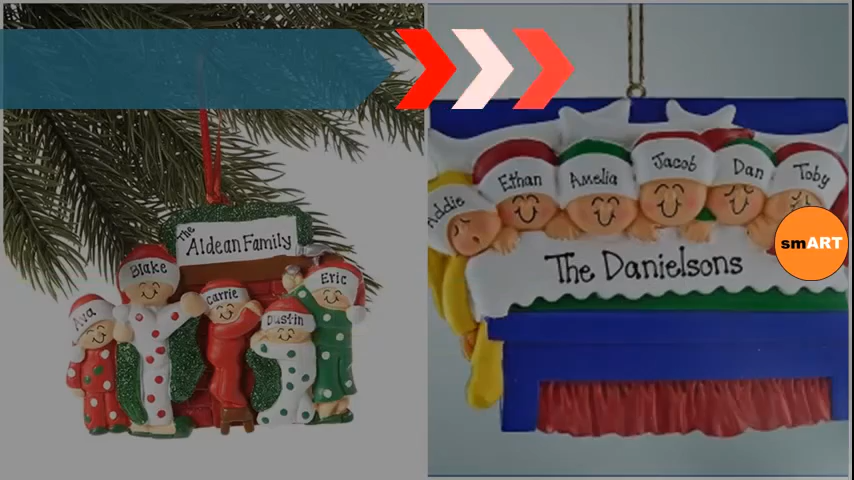 The
Aldean Family
Blake
Ava
Carrie
Dustin
Eric
Addie
Ethan
Amelia
Jacob
Dan
Toby
The Danielsons
smART